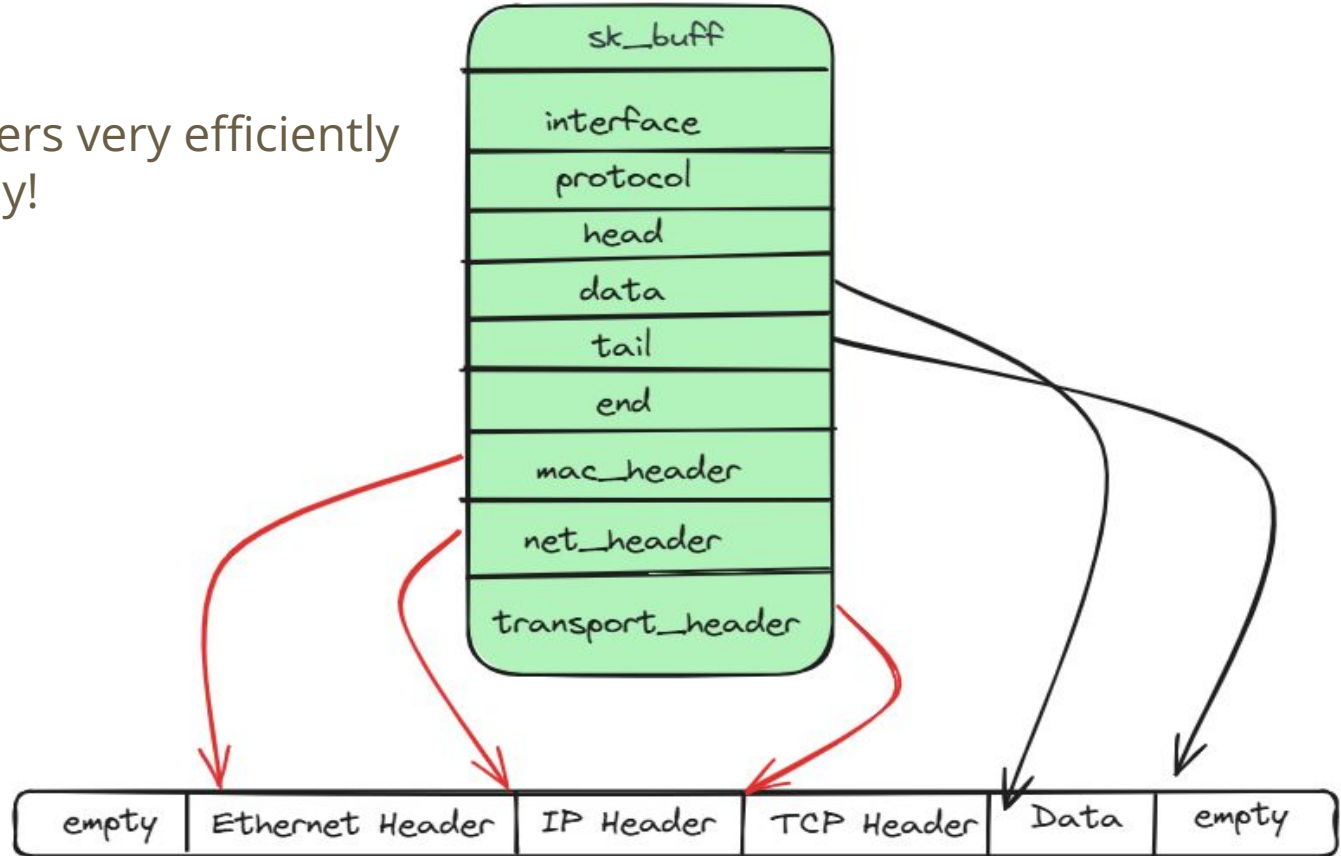 ers very efficiently
y!
sk_buff
interface
protocol
head
data
tail
end
mac_header
net_header
transport_header
empty Ethernet Header IP Header TCP Header Data empty